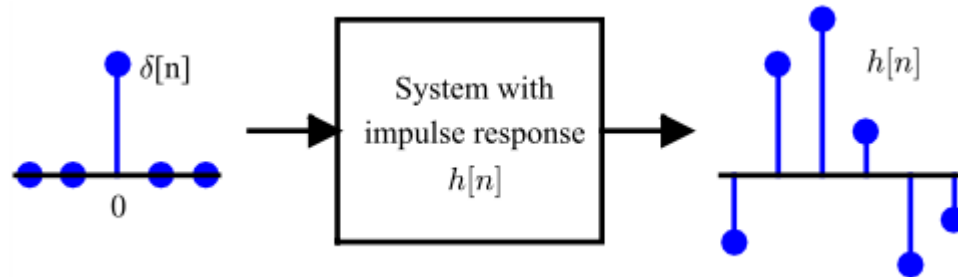 δ[n]
0
System with
impulse response
h[n]
h[n]